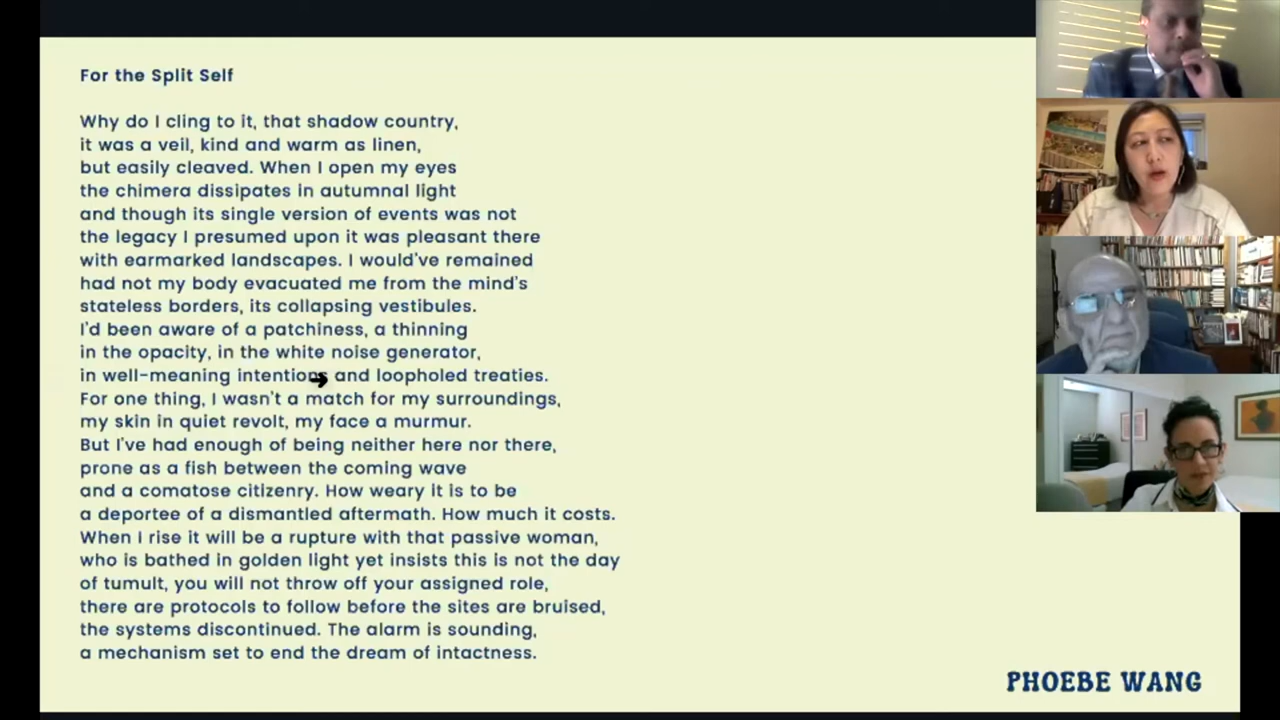 For the Split Self
Why do I cling to it, that shadow country,
it was a veil, kind and warm as linen,
but easily cleaved. When I open my eyes
the chimera dissipates in autumnal light
and though its single version of events was not
the legacy I presumed upon it was pleasant there
with earmarked landscapes. I would've remained
had not my body evacuated me from the mind's
stateless borders, its collapsing vestibules.
I'd been aware of a patchiness, a thinning
in the opacity, in the white noise generator,
in well-meaning intentions and loopholed treaties.
For one thing, I wasn't a match for my surroundings,
my skin in quiet revolt, my face a murmur.
But I've had enough of being neither here nor there,
prone as a fish between the coming wave
and a comatose citizenry. How weary it is to be
a deportee of a dismantled aftermath. How much it costs.
When I rise it will be a rupture with that passive woman,
who is bathed in golden light yet insists this is not the day
of tumult, you will not throw off your assigned role,
there are protocols to follow before the sites are bruised,
the systems discontinued. The alarm is sounding,
a mechanism set to end the dream of intactness.
PHOEBE WANG